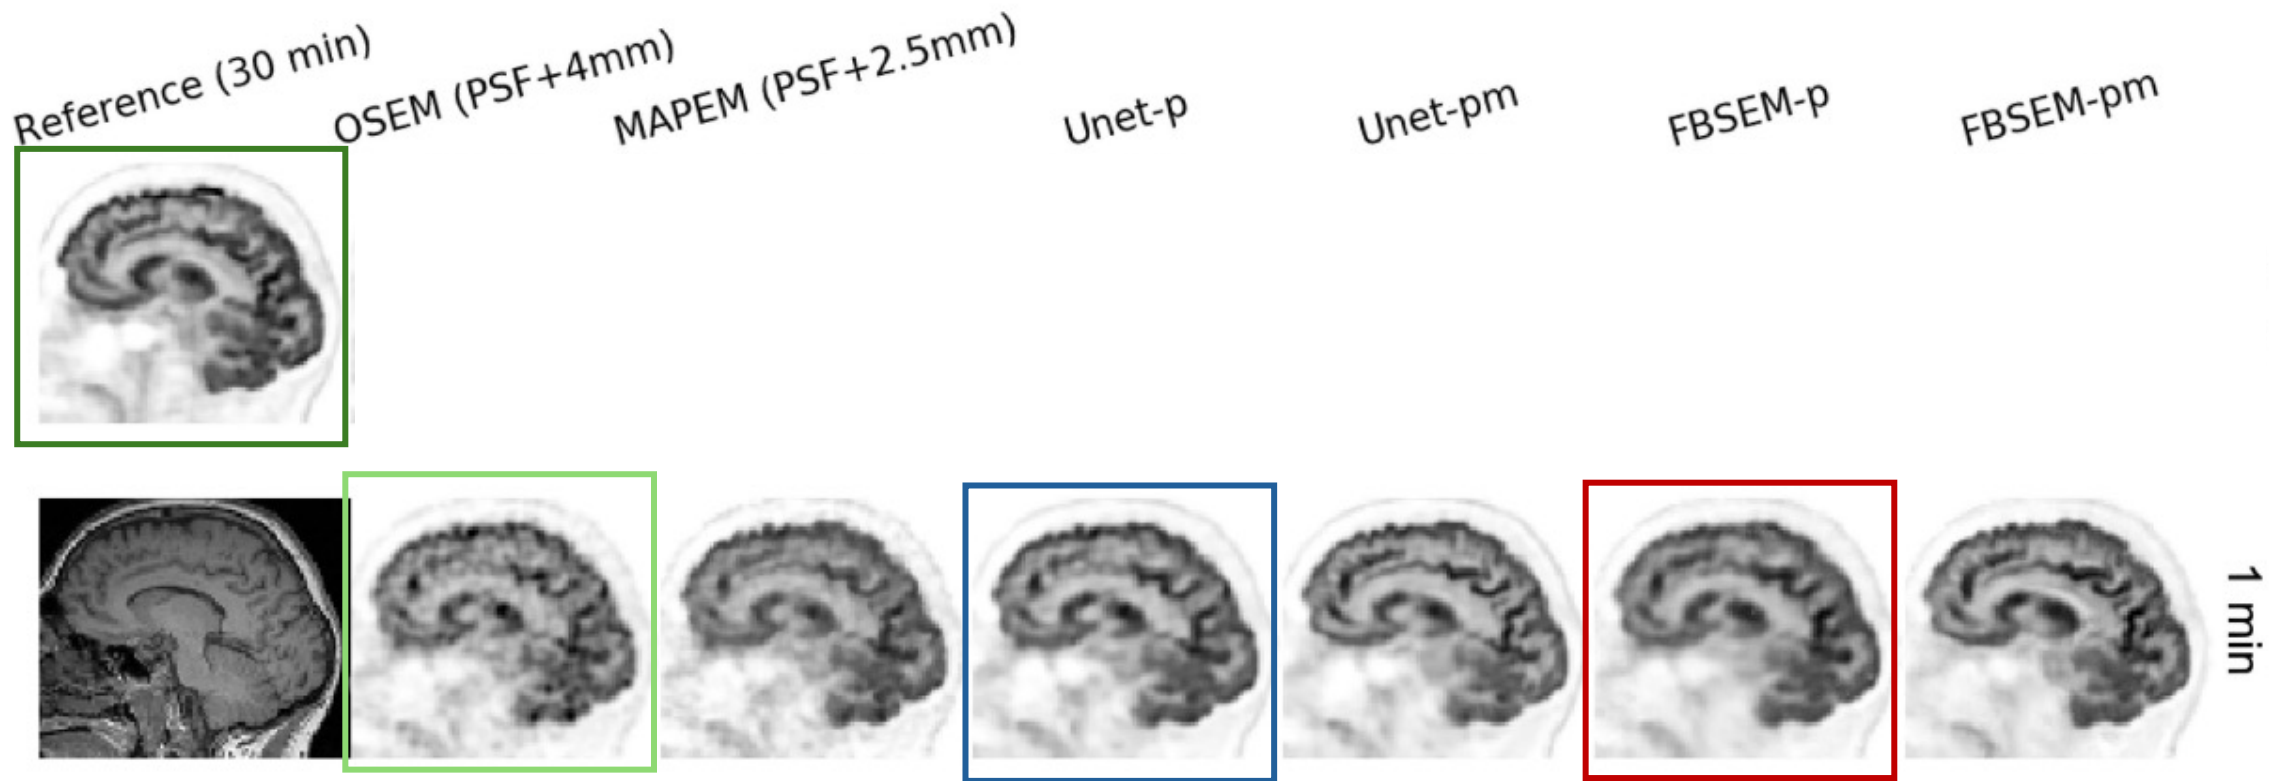 Reference (30 min)
OSEM (PSF+4mm)
MAPEM (PSF+2.5mm)
Unet-p
Unet-pm
FBSEM-p
FBSEM-pm
1 min